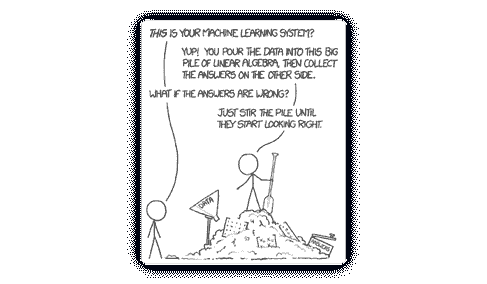 THIS IS YOUR MACHINE LEARNING SYSTEM?
YUP! YOU POUR THE DATA INTO THIS BIG
PILE OF LINEAR ALGEBRA, THEN COLLECT
THE ANSWERS ON THE OTHER SIDE.
WHAT IF THE ANSWERS ARE WRONG?
JUST STIR THE PILE UNTIL
THEY START LOOKING RIGHT.
DATA
ANSWERS